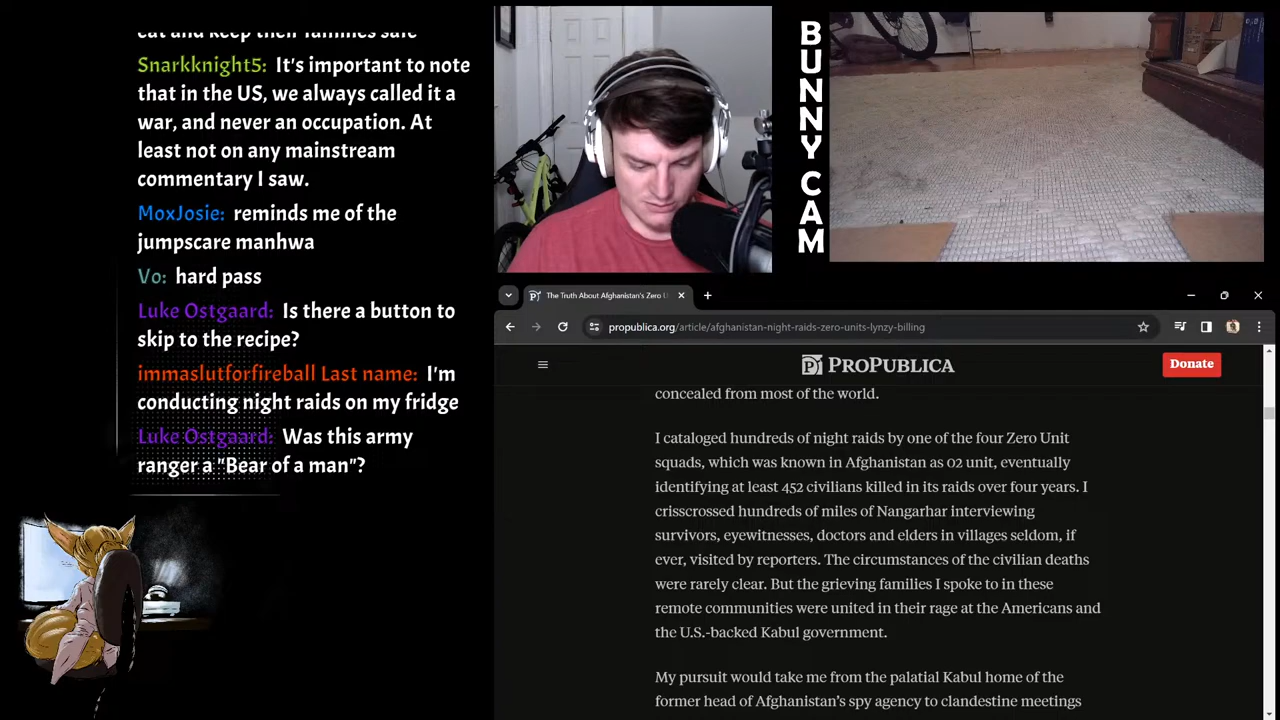 eat and keep their families safe
Snarkknight5: It's important to note
that in the US, we always called it a
war, and never an occupation. At
least not on any mainstream
commentary I saw.
MoxJosie: reminds me of the
jumpscare manhwa
Vo: hard pass
Luke Ostgaard: Is there a button to
skip to the recipe?
immaslutforfireball Last name: I'm
conducting night raids on my fridge
Luke Ostgaard: Was this army
ranger a "Bear of a man"?
BUNNY CAM
The Truth About Afghanistan's Zero U
propublica.org/article/afghanistan-night-raids-zero-units-lynzy-billing
PROPUBLICA
Donate
concealed from most of the world.
I cataloged hundreds of night raids by one of the four Zero Unit
squads, which was known in Afghanistan as 02 unit, eventually
identifying at least 452 civilians killed in its raids over four years. I
crisscrossed hundreds of miles of Nangarhar interviewing
survivors, eyewitnesses, doctors and elders in villages seldom, if
ever, visited by reporters. The circumstances of the civilian deaths
were rarely clear. But the grieving families I spoke to in these
remote communities were united in their rage at the Americans and
the U.S.-backed Kabul government.
My pursuit would take me from the palatial Kabul home of the
former head of Afghanistan's spy agency to clandestine meetings